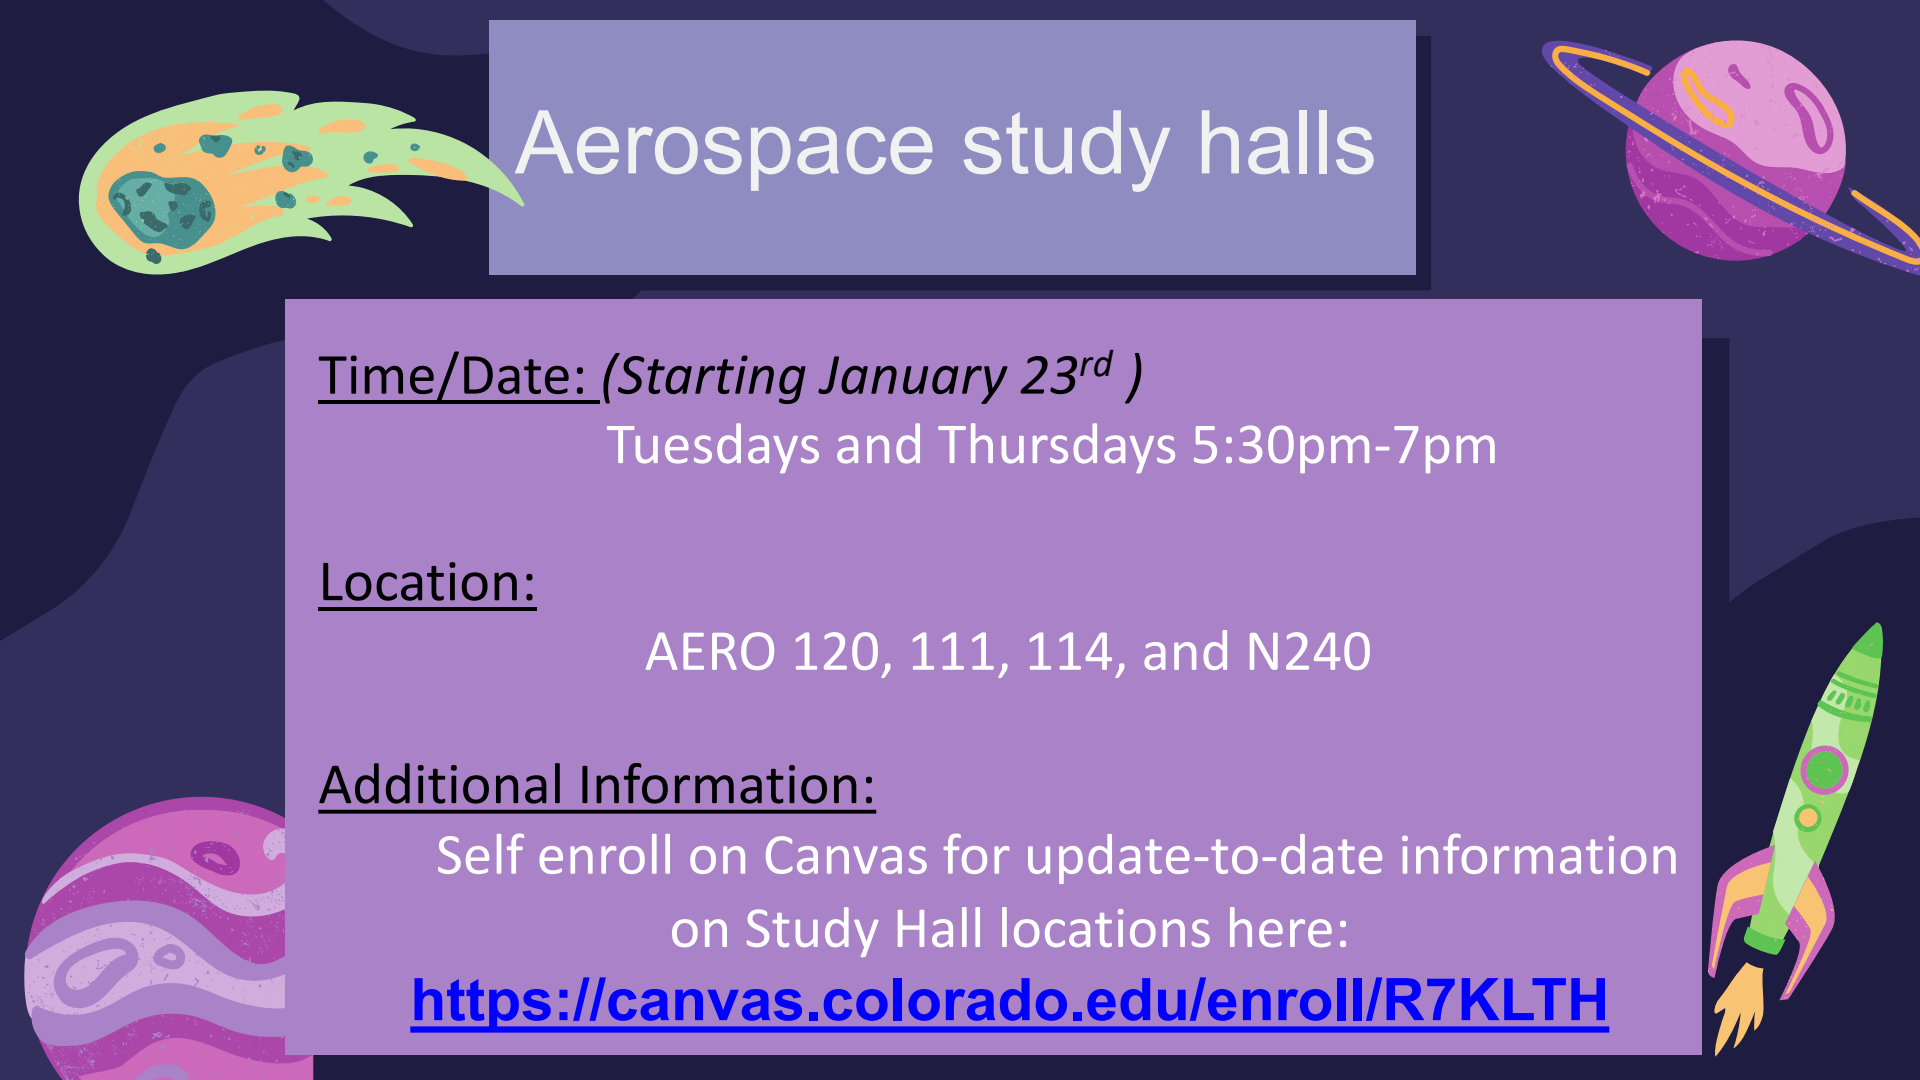 Aerospace study halls
Time/Date: (Starting January 23rd )
Tuesdays and Thursdays 5:30pm-7pm
Location:
AERO 120, 111, 114, and N240
Additional Information:
Self enroll on Canvas for update-to-date information
on Study Hall locations here:
https://canvas.colorado.edu/enroll/R7KLTH